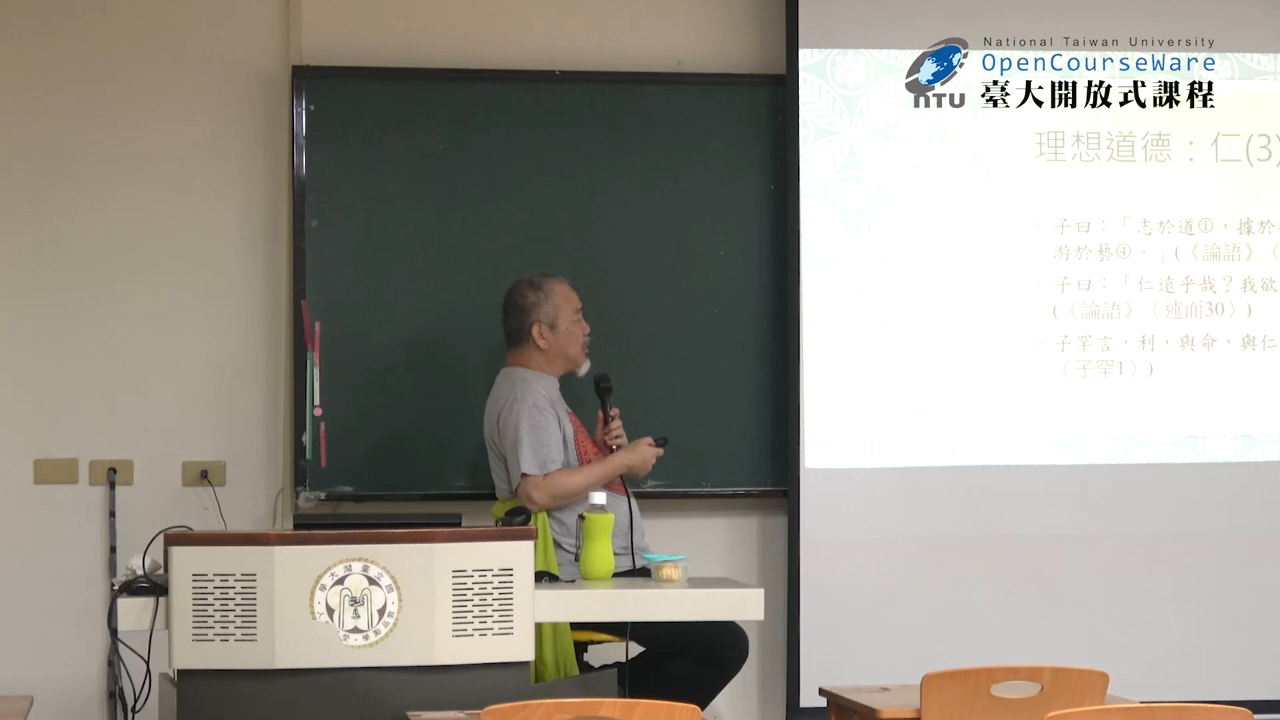 National Taiwan University
OpenCourseWare
NTU
臺大開放式課程
理想道德：仁(3)
子曰：「志於道①，據於
游於藝④。」(《論語》〈
子曰：「仁遠乎哉？我欲
(《論語》〈述而30〉)
子罕言，利，與命，與仁
〈子罕1〉)